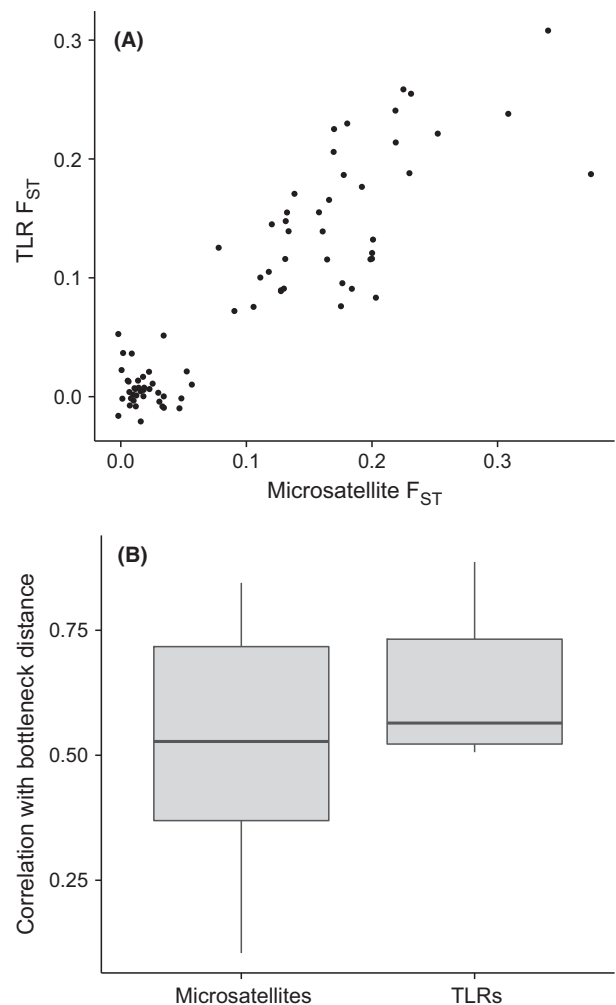 (A)
0.3
0.2
0.1
0.0
TLR FST
0.0 0.1 0.2 0.3
Microsatellite FST
(B)
0.75
0.50
0.25
Correlation with bottleneck distance
Microsatellites TLRs